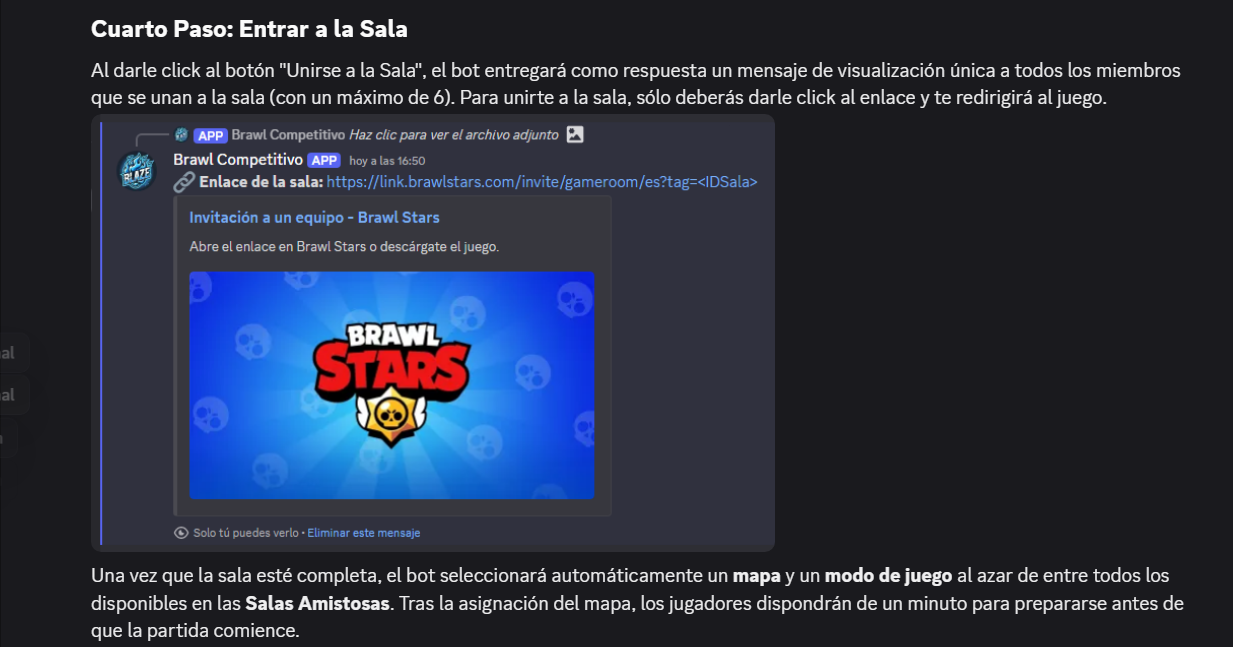 Cuarto Paso: Entrar a la Sala
Al darle click al botón "Unirse a la Sala", el bot entregará como respuesta un mensaje de visualización única a todos los miembros
que se unan a la sala (con un máximo de 6). Para unirte a la sala, sólo deberás darle click al enlace y te redirigirá al juego.
APP Brawl Competitivo Haz clic para ver el archivo adjunto
Brawl Competitivo APP hoy a las 16:50
Enlace de la sala: https://link.brawlstars.com/invite/gameroom/es?tag=<IDSala>
BLAZE
Invitación a un equipo - Brawl Stars
Abre el enlace en Brawl Stars o descárgate el juego.
BRAWL
STARS
al
al
Solo tú puedes verlo • Eliminar este mensaje
Una vez que la sala esté completa, el bot seleccionará automáticamente un mapa y un modo de juego al azar de entre todos los
disponibles en las Salas Amistosas. Tras la asignación del mapa, los jugadores dispondrán de un minuto para prepararse antes de
que la partida comience.